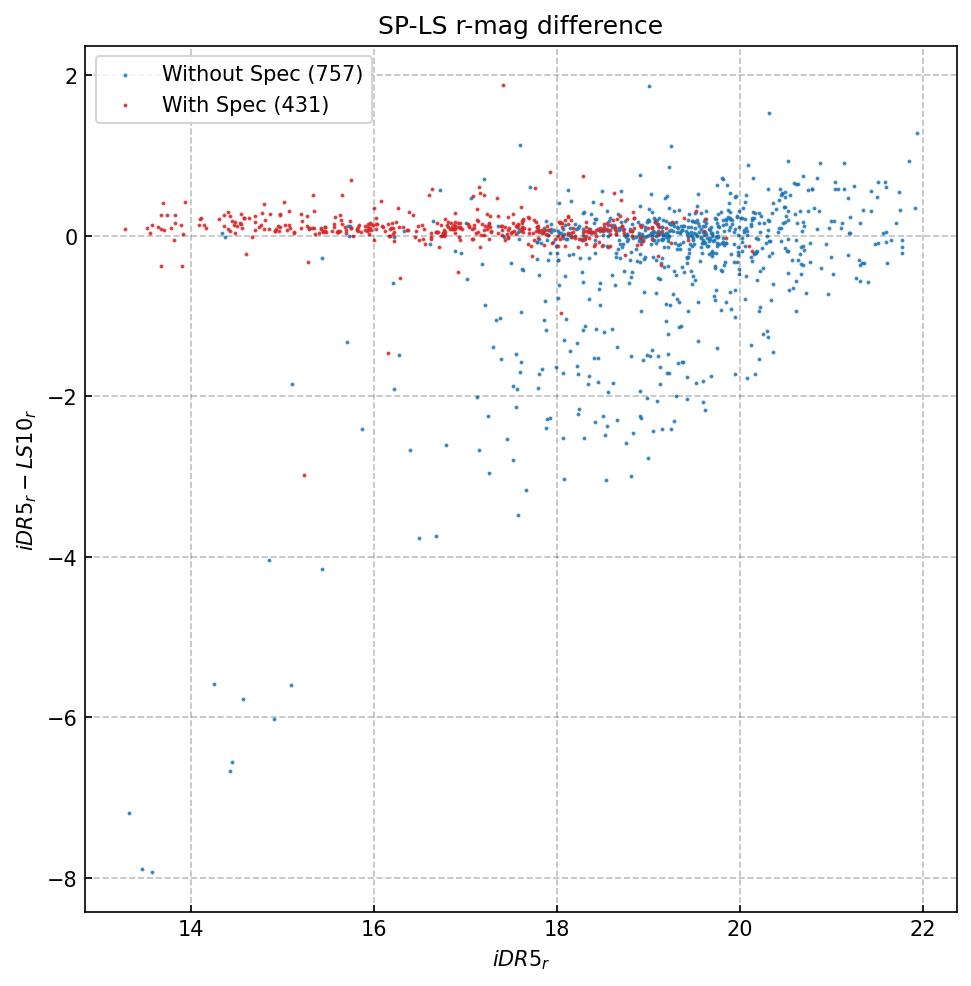 SP-LS r-mag difference
Without Spec (757)
With Spec (431)
2
0
−2
−4
−6
−8
iDR5r − LS10r
14 16 18 20 22
iDR5r